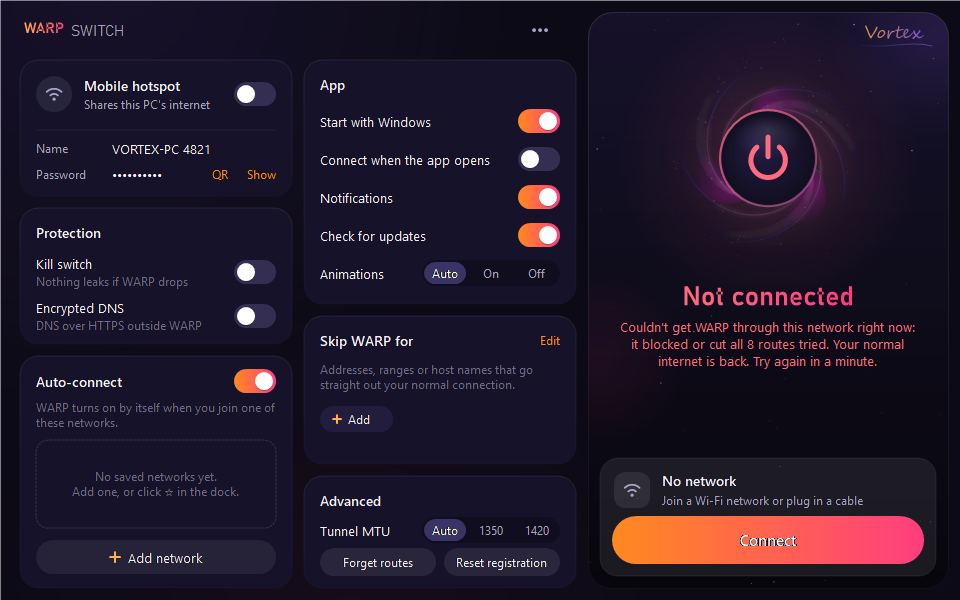 WARP SWITCH
•••
Mobile hotspot
Shares this PC's internet
Name VORTEX-PC 4821
Password •••••••••• QR Show
Protection
Kill switch
Nothing leaks if WARP drops
Encrypted DNS
DNS over HTTPS outside WARP
Auto-connect
WARP turns on by itself when you join one of
these networks.
No saved networks yet.
Add one, or click ☆ in the dock.
+ Add network
App
Start with Windows
Connect when the app opens
Notifications
Check for updates
Animations Auto On Off
Skip WARP for Edit
Addresses, ranges or host names that go
straight out your normal connection.
+ Add
Advanced
Tunnel MTU Auto 1350 1420
Forget routes Reset registration
Vortex
Not connected
Couldn't get WARP through this network right now:
it blocked or cut all 8 routes tried. Your normal
internet is back. Try again in a minute.
No network
Join a Wi-Fi network or plug in a cable
Connect